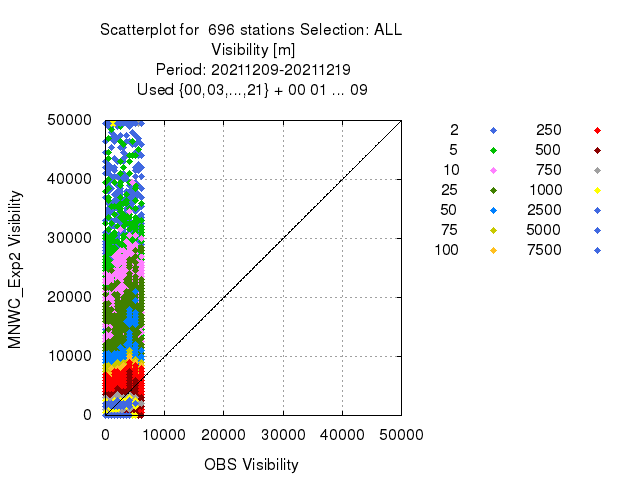 Scatterplot for 696 stations Selection: ALL
Visibility [m]
Period: 20211209-20211219
Used {00,03,...,21} + 00 01 ... 09
50000
40000
30000
20000
10000
0
MNWC_Exp2 Visibility
0 10000 20000 30000 40000 50000
OBS Visibility
2 250
5 500
10 750
25 1000
50 2500
75 5000
100 7500